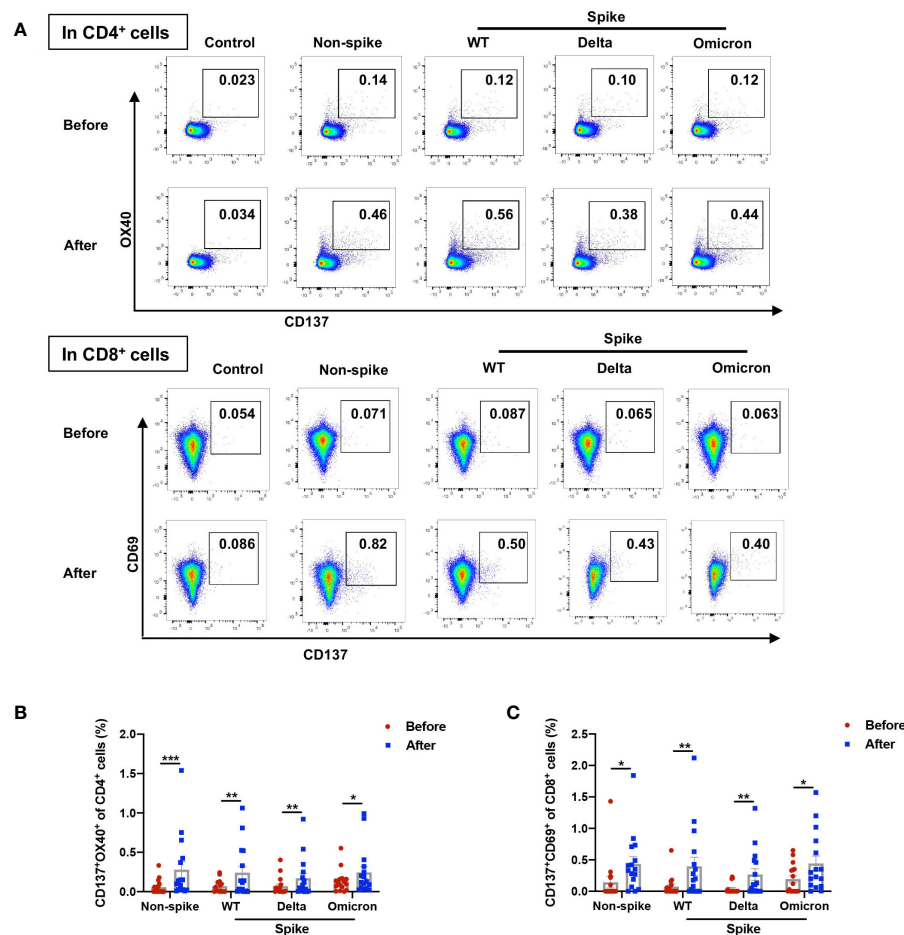 A
In CD4⁺ cells
Spike
Control
Non-spike
WT
Delta
Omicron
Before
0.023
0.14
0.12
0.10
0.12
After
0.034
0.46
0.56
0.38
0.44
OX40
CD137
In CD8⁺ cells
Spike
Control
Non-spike
WT
Delta
Omicron
Before
0.054
0.071
0.087
0.065
0.063
After
0.086
0.82
0.50
0.43
0.40
CD69
CD137
B
CD137⁺OX40⁺ of CD4⁺ cells (%)
Before
After
2.0
1.5
1.0
0.5
0.0
***
**
**
*
Non-spike
WT
Delta
Omicron
Spike
C
CD137⁺CD69⁺ of CD8⁺ cells (%)
Before
After
2.5
2.0
1.5
1.0
0.5
0.0
*
**
**
*
Non-spike
WT
Delta
Omicron
Spike